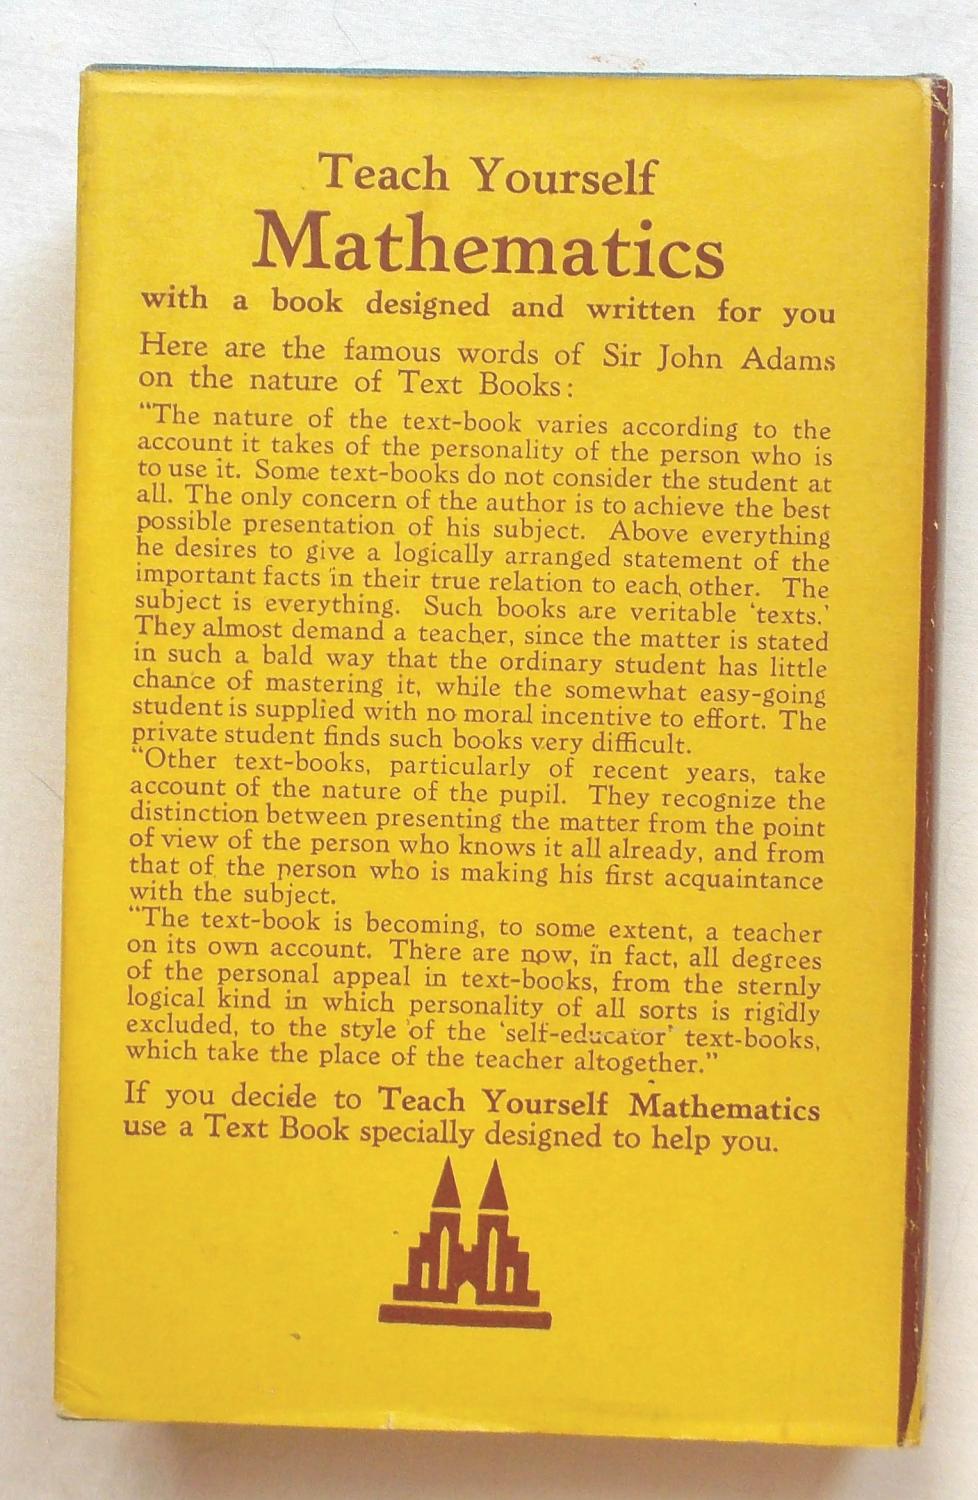 Teach Yourself
Mathematics
with a book designed and written for you
Here are the famous words of Sir John Adams
on the nature of Text Books:
“The nature of the text-book varies according to the
account it takes of the personality of the person who is
to use it. Some text-books do not consider the student at
all. The only concern of the author is to achieve the best
possible presentation of his subject. Above everything
he desires to give a logically arranged statement of the
important facts in their true relation to each other. The
subject is everything. Such books are veritable ‘texts.’
They almost demand a teacher, since the matter is stated
in such a bald way that the ordinary student has little
chance of mastering it, while the somewhat easy-going
student is supplied with no moral incentive to effort. The
private student finds such books very difficult.
“Other text-books, particularly of recent years, take
account of the nature of the pupil. They recognize the
distinction between presenting the matter from the point
of view of the person who knows it all already, and from
that of the person who is making his first acquaintance
with the subject.
“The text-book is becoming, to some extent, a teacher
on its own account. There are now, in fact, all degrees
of the personal appeal in text-books, from the sternly
logical kind in which personality of all sorts is rigidly
excluded, to the style of the ‘self-educator’ text-books,
which take the place of the teacher altogether.”
If you decide to Teach Yourself Mathematics
use a Text Book specially designed to help you.